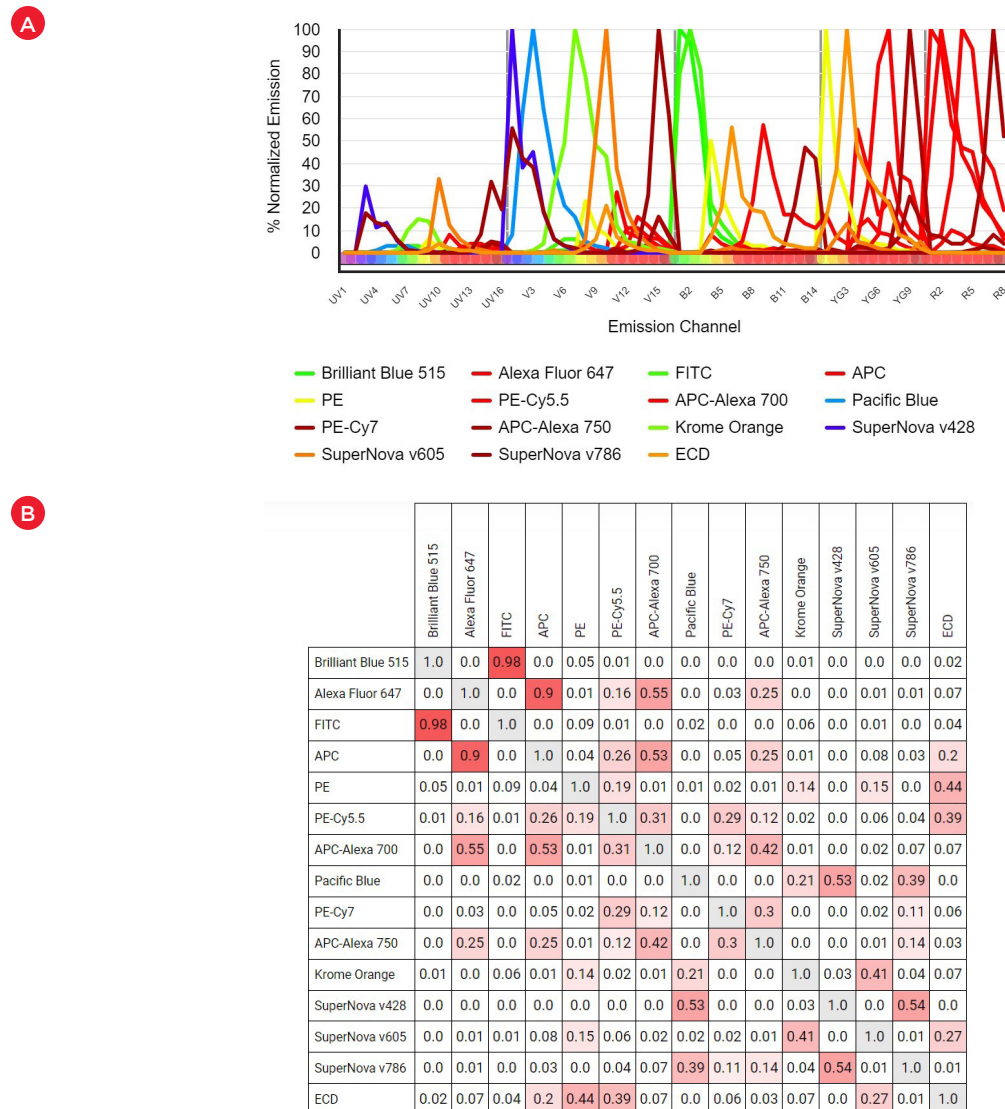 A
% Normalized Emission
100
90
80
70
60
50
40
30
20
10
0
UV1 UV4 UV7 UV10 UV13 UV16 V3 V6 V9 V12 V15 B2 B5 B8 B11 B14 YG3 YG6 YG9 R2 R5 R8
Emission Channel
Brilliant Blue 515 Alexa Fluor 647 FITC APC
PE PE-Cy5.5 APC-Alexa 700 Pacific Blue
PE-Cy7 APC-Alexa 750 Krome Orange SuperNova v428
SuperNova v605 SuperNova v786 ECD
B
Brilliant Blue 515 Alexa Fluor 647 FITC APC PE PE-Cy5.5 APC-Alexa 700 Pacific Blue PE-Cy7 APC-Alexa 750 Krome Orange SuperNova v428 SuperNova v605 SuperNova v786 ECD
Brilliant Blue 515 1.0 0.0 0.98 0.0 0.05 0.01 0.0 0.0 0.0 0.0 0.01 0.0 0.0 0.0 0.02
Alexa Fluor 647 0.0 1.0 0.0 0.9 0.01 0.16 0.55 0.0 0.03 0.25 0.0 0.0 0.01 0.01 0.07
FITC 0.98 0.0 1.0 0.0 0.09 0.01 0.0 0.02 0.0 0.0 0.06 0.0 0.01 0.0 0.04
APC 0.0 0.9 0.0 1.0 0.04 0.26 0.53 0.0 0.05 0.25 0.01 0.0 0.08 0.03 0.2
PE 0.05 0.01 0.09 0.04 1.0 0.19 0.01 0.01 0.02 0.01 0.14 0.0 0.15 0.0 0.44
PE-Cy5.5 0.01 0.16 0.01 0.26 0.19 1.0 0.31 0.0 0.29 0.12 0.02 0.0 0.06 0.04 0.39
APC-Alexa 700 0.0 0.55 0.0 0.53 0.01 0.31 1.0 0.0 0.12 0.42 0.01 0.0 0.02 0.07 0.07
Pacific Blue 0.0 0.0 0.02 0.0 0.01 0.0 0.0 1.0 0.0 0.0 0.21 0.53 0.02 0.39 0.0
PE-Cy7 0.0 0.03 0.0 0.05 0.02 0.29 0.12 0.0 1.0 0.3 0.0 0.0 0.02 0.11 0.06
APC-Alexa 750 0.0 0.25 0.0 0.25 0.01 0.12 0.42 0.0 0.3 1.0 0.0 0.0 0.01 0.14 0.03
Krome Orange 0.01 0.0 0.06 0.01 0.14 0.02 0.01 0.21 0.0 0.0 1.0 0.03 0.41 0.04 0.07
SuperNova v428 0.0 0.0 0.0 0.0 0.0 0.0 0.0 0.53 0.0 0.0 0.03 1.0 0.0 0.54 0.0
SuperNova v605 0.0 0.01 0.01 0.08 0.15 0.06 0.02 0.02 0.02 0.01 0.41 0.0 1.0 0.01 0.27
SuperNova v786 0.0 0.01 0.0 0.03 0.0 0.04 0.07 0.39 0.11 0.14 0.04 0.54 0.01 1.0 0.01
ECD 0.02 0.07 0.04 0.2 0.44 0.39 0.07 0.0 0.06 0.03 0.07 0.0 0.27 0.01 1.0